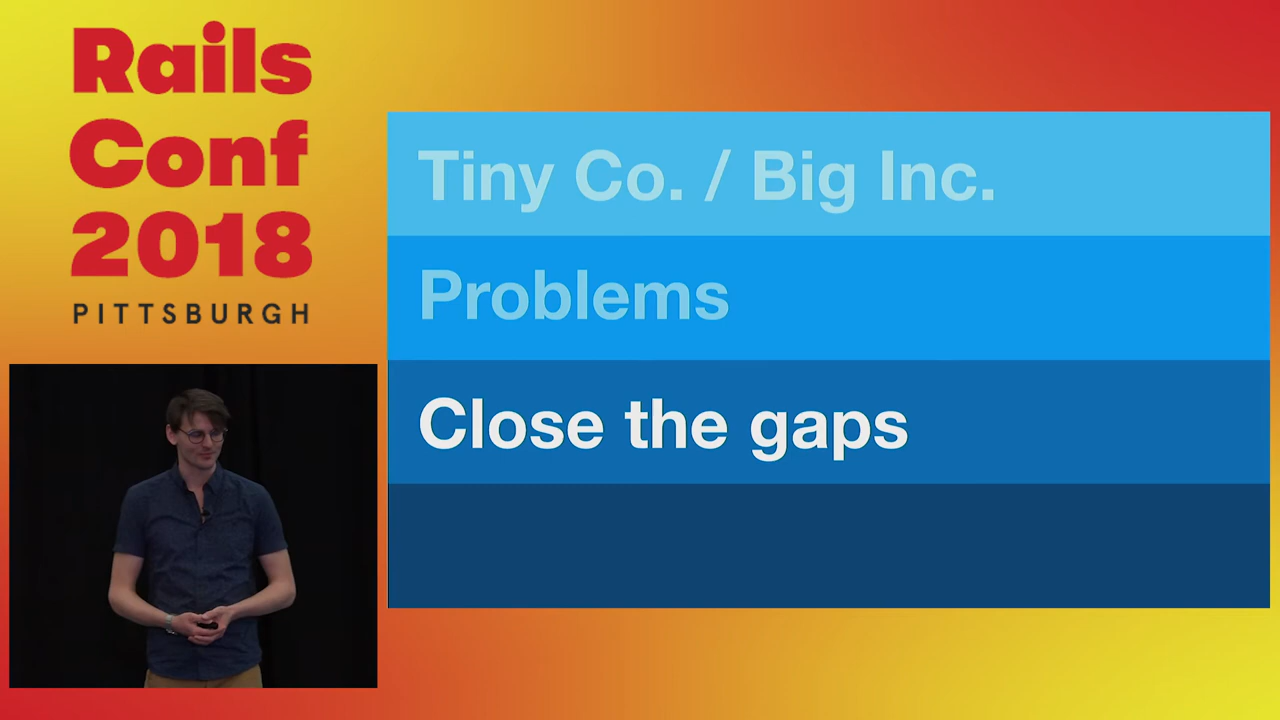 Rails
Conf
2018
PITTSBURGH
Tiny Co. / Big Inc.
Problems
Close the gaps